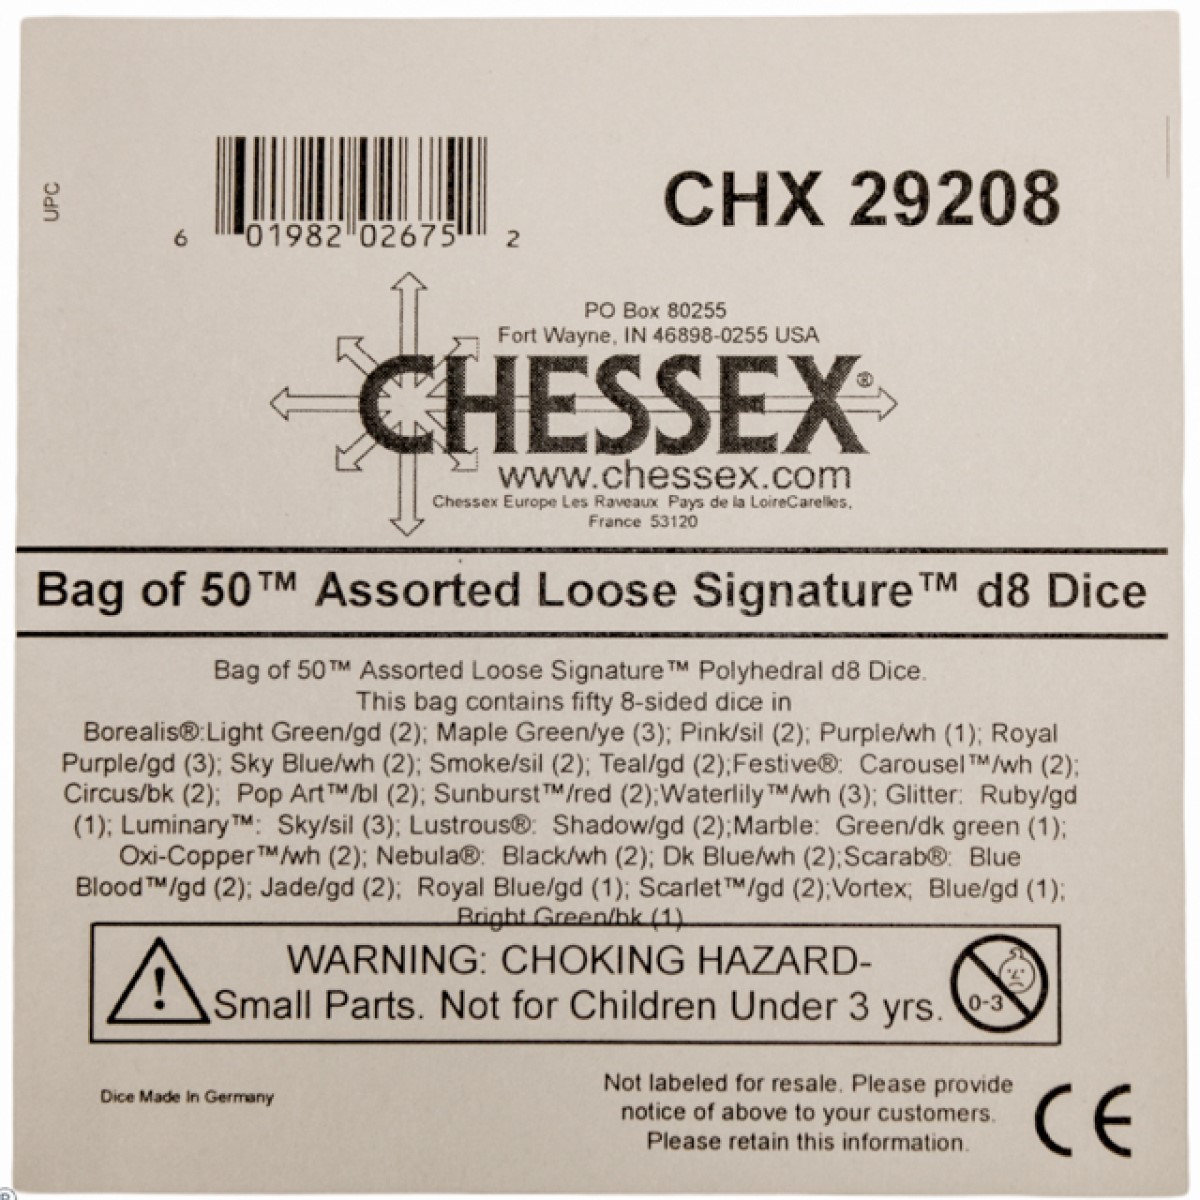 UPC
6 01982 02675 2
CHX 29208
PO Box 80255
Fort Wayne, IN 46898-0255 USA
CHESSEX®
www.chessex.com
Chessex Europe Les Raveaux Pays de la LoireCarelles,
France 53120
Bag of 50™ Assorted Loose Signature™ d8 Dice
Bag of 50™ Assorted Loose Signature™ Polyhedral d8 Dice.
This bag contains fifty 8-sided dice in
Borealis®:Light Green/gd (2); Maple Green/ye (3); Pink/sil (2); Purple/wh (1); Royal
Purple/gd (3); Sky Blue/wh (2); Smoke/sil (2); Teal/gd (2);Festive®: Carousel™/wh (2);
Circus/bk (2); Pop Art™/bl (2); Sunburst™/red (2);Waterlily™/wh (3); Glitter: Ruby/gd
(1); Luminary™: Sky/sil (3); Lustrous®: Shadow/gd (2);Marble: Green/dk green (1);
Oxi-Copper™/wh (2); Nebula®: Black/wh (2); Dk Blue/wh (2);Scarab®: Blue
Blood™/gd (2); Jade/gd (2); Royal Blue/gd (1); Scarlet™/gd (2);Vortex; Blue/gd (1);
Bright Green/bk (1)
WARNING: CHOKING HAZARD-
Small Parts. Not for Children Under 3 yrs.
0-3
Dice Made In Germany
Not labeled for resale. Please provide
notice of above to your customers.
Please retain this information.
CE